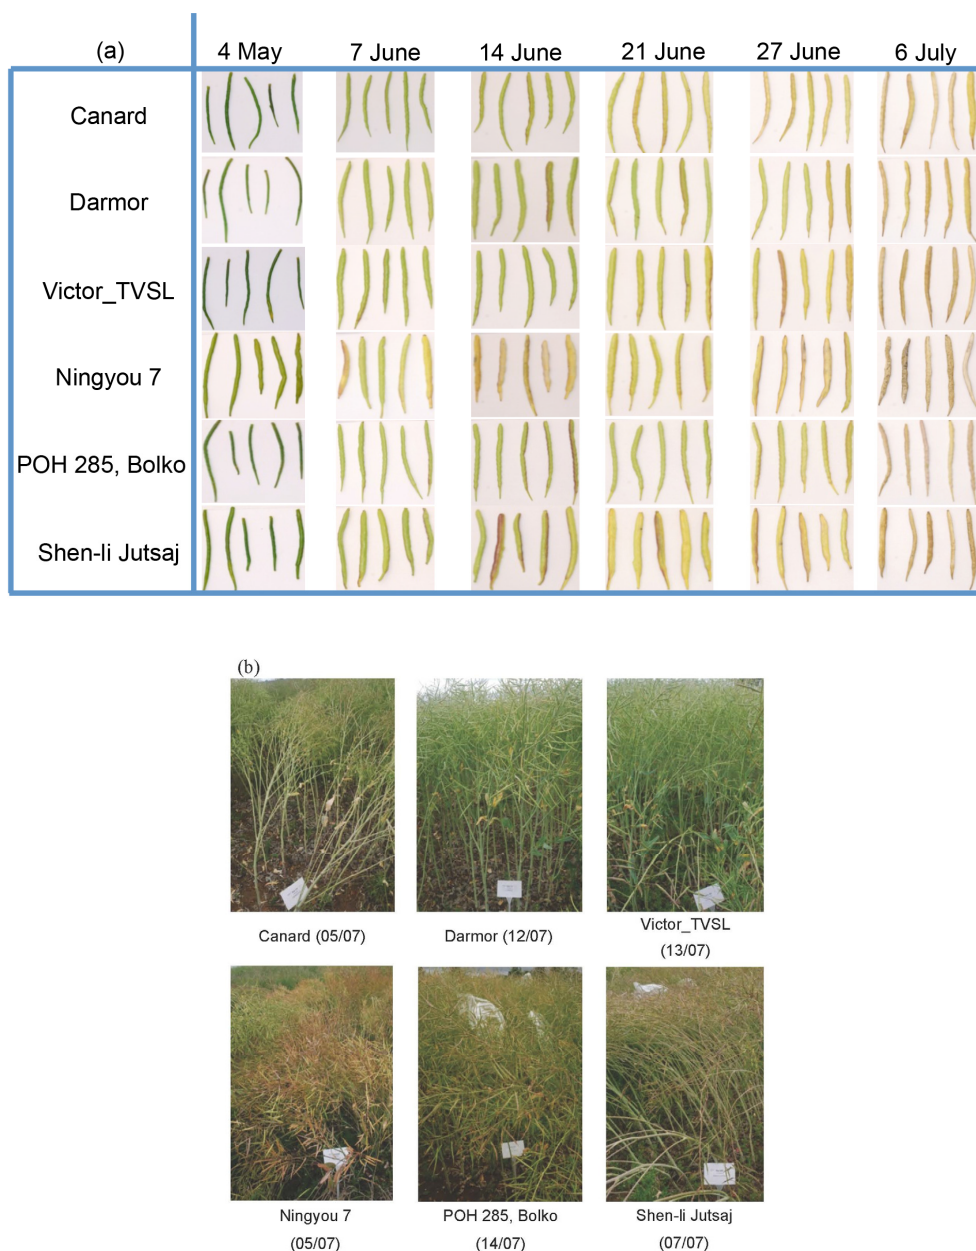 (a)
4 May 7 June 14 June 21 June 27 June 6 July
Canard
Darmor
Victor_TVSL
Ningyou 7
POH 285, Bolko
Shen-li Jutsaj
(b)
Canard (05/07) Darmor (12/07) Victor_TVSL
(13/07)
Ningyou 7 POH 285, Bolko Shen-li Jutsaj
(05/07) (14/07) (07/07)